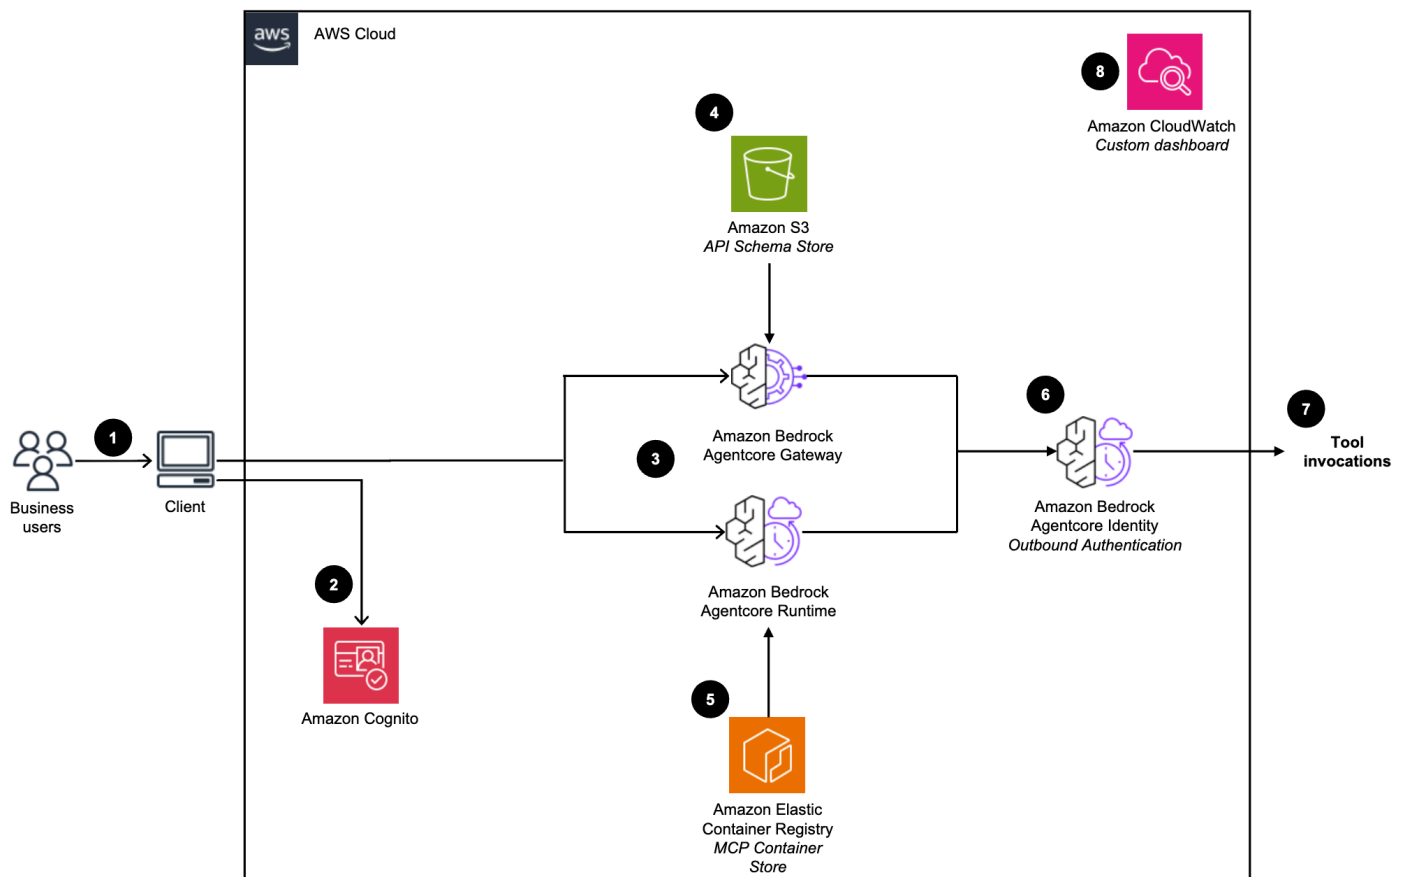 aws
AWS Cloud
8
Amazon CloudWatch
Custom dashboard
4
Amazon S3
API Schema Store
1
Business
users
Client
2
Amazon Cognito
3
Amazon Bedrock
Agentcore Gateway
Amazon Bedrock
Agentcore Runtime
5
Amazon Elastic
Container Registry
MCP Container
Store
6
Amazon Bedrock
Agentcore Identity
Outbound Authentication
7
Tool
invocations